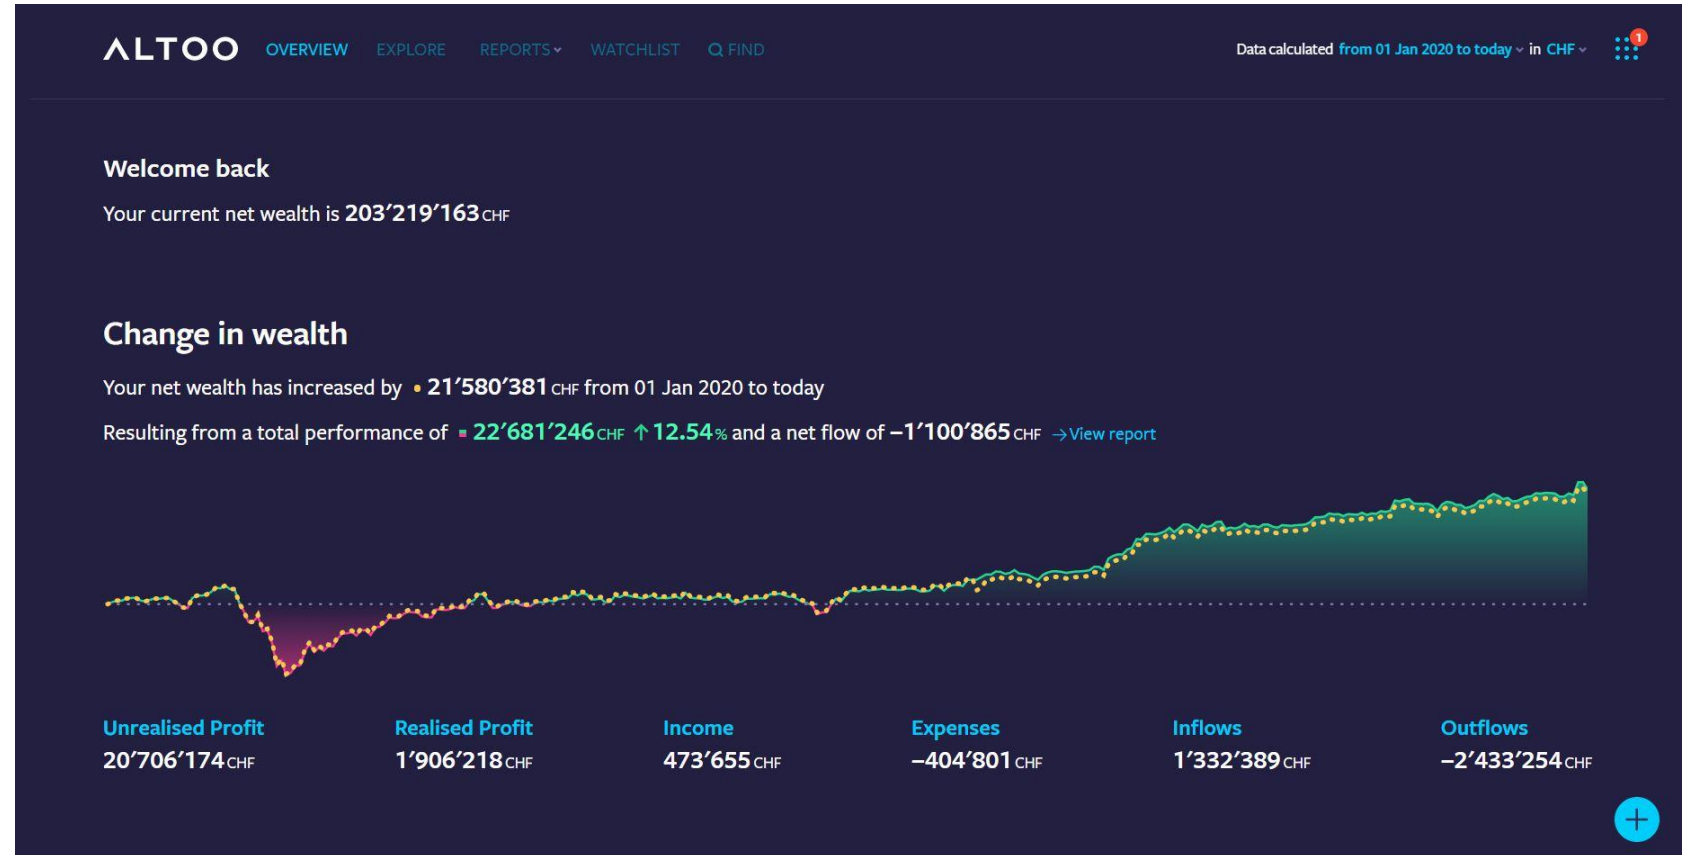 ALTOO OVERVIEW EXPLORE REPORTS WATCHLIST FIND Data calculated from 01 Jan 2020 to today in CHF 1
Welcome back
Your current net wealth is 203′219′163 CHF
Change in wealth
Your net wealth has increased by 21′580′381 CHF from 01 Jan 2020 to today
Resulting from a total performance of 22′681′246 CHF ↑ 12.54 % and a net flow of −1′100′865 CHF → View report
Unrealised Profit Realised Profit Income Expenses Inflows Outflows
20′706′174 CHF 1′906′218 CHF 473′655 CHF −404′801 CHF 1′332′389 CHF −2′433′254 CHF